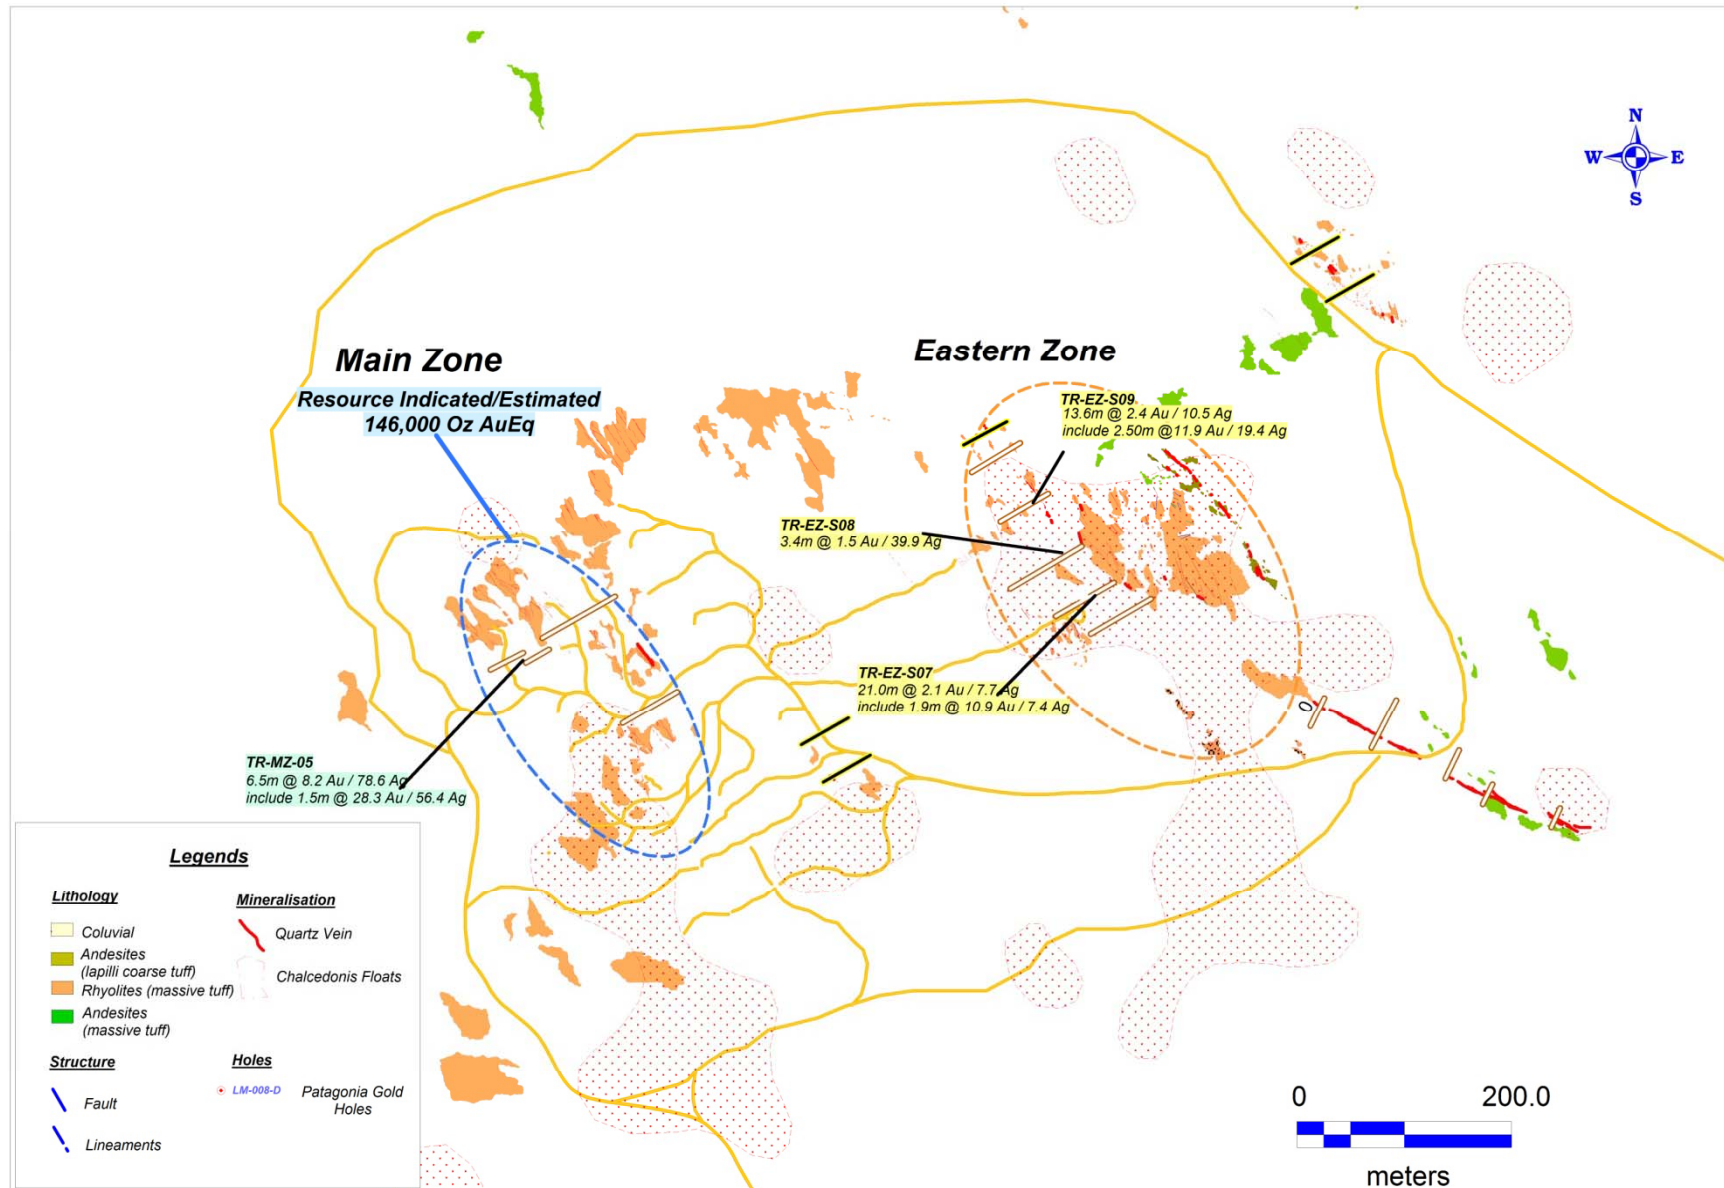 N
W E
S
Main Zone
Resource Indicated/Estimated
146,000 Oz AuEq
Eastern Zone
TR-EZ-S09
13.6m @ 2.4 Au / 10.5 Ag
include 2.50m @11.9 Au / 19.4 Ag
TR-EZ-S08
3.4m @ 1.5 Au / 39.9 Ag
TR-EZ-S07
21.0m @ 2.1 Au / 7.7 Ag
include 1.9m @ 10.9 Au / 7.4 Ag
TR-MZ-05
6.5m @ 8.2 Au / 78.6 Ag
include 1.5m @ 28.3 Au / 56.4 Ag
0
Legends
Lithology
Coluvial
Andesites
(lapilli coarse tuff)
Rhyolites (massive tuff)
Andesites
(massive tuff)
Mineralisation
Quartz Vein
Chalcedonis Floats
Structure
Fault
Lineaments
Holes
LM-008-D Patagonia Gold
Holes
0 200.0
meters